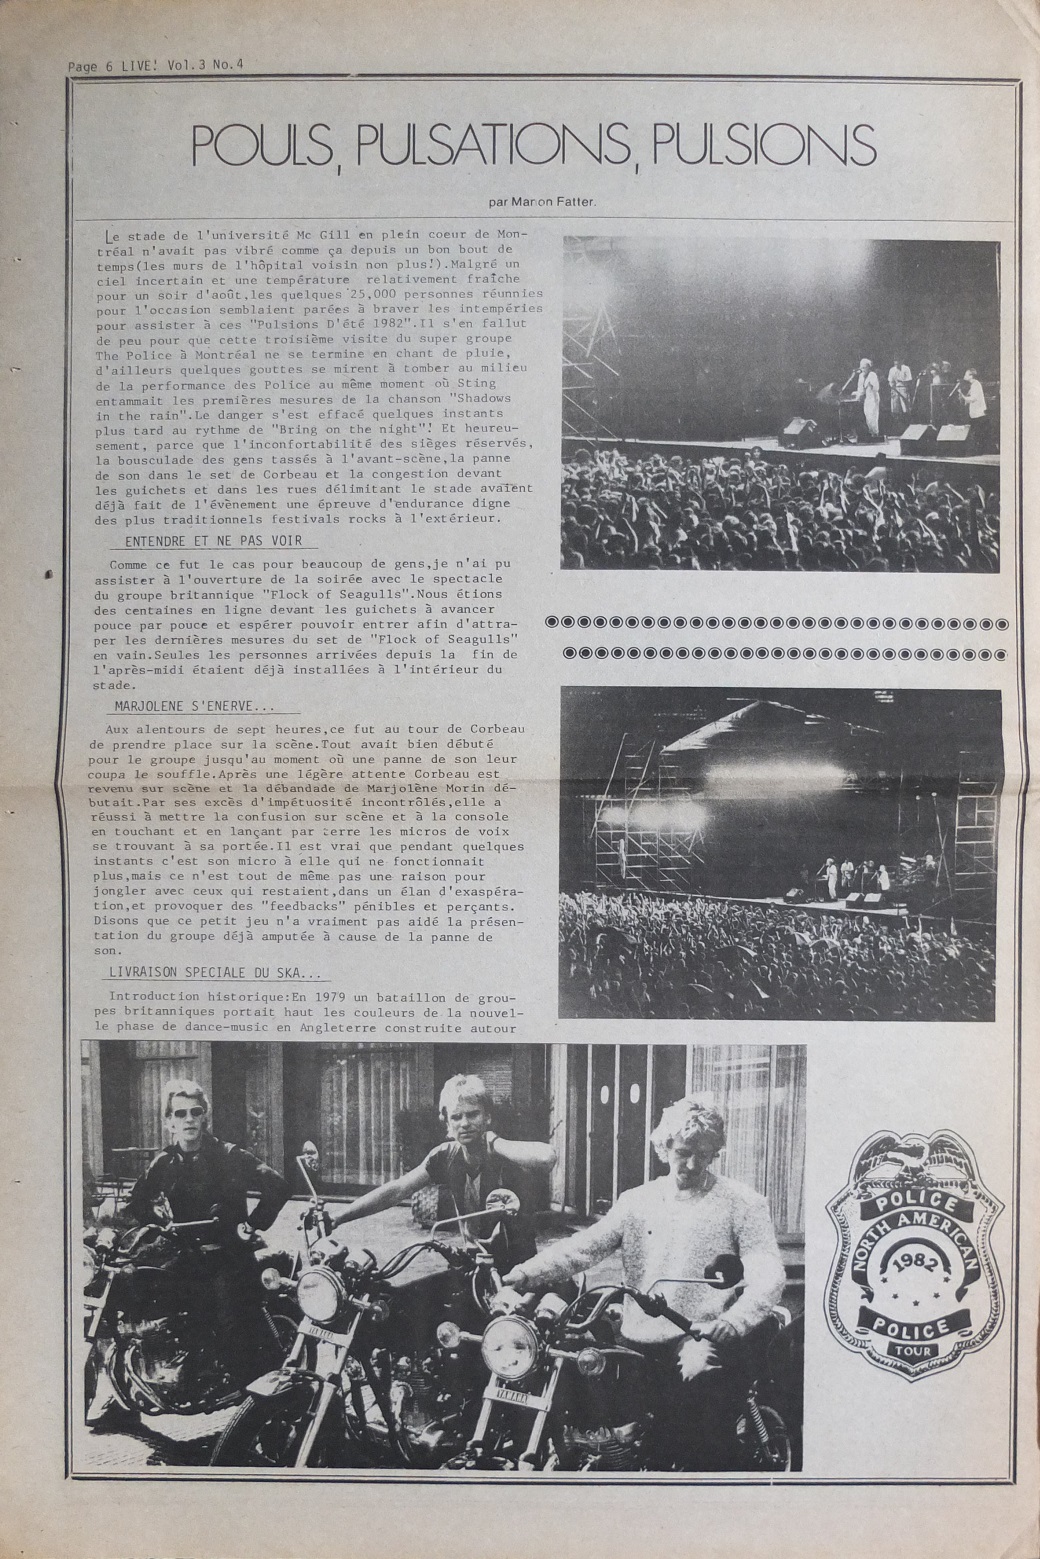 Page 6 LIVE! Vol.3 No.4
POULS, PULSATIONS, PULSIONS
par Marion Fatter.
Le stade de l'université Mc Gill en plein coeur de Mon-
tréal n'avait pas vibré comme ça depuis un bon bout de
temps(les murs de l'hôpital voisin non plus!).Malgré un
ciel incertain et une température relativement fraîche
pour un soir d'août,les quelques 25,000 personnes réunnies
pour l'occasion semblaient parées à braver les intempéries
pour assister à ces "Pulsions D'été 1982".Il s'en fallut
de peu pour que cette troisième visite du super groupe
The Police à Montréal ne se termine en chant de pluie,
d'ailleurs quelques gouttes se mirent à tomber au milieu
de la performance des Police au même moment où Sting
entammait les premières mesures de la chanson "Shadows
in the rain".Le danger s'est effacé quelques instants
plus tard au rythme de "Bring on the night"! Et heureu-
sement, parce que l'inconfortabilité des sièges réservés,
la bousculade des gens tassés à l'avant-scène,la panne
de son dans le set de Corbeau et la congestion devant
les guichets et dans les rues délimitant le stade avaîent
déjà fait de l'évènement une épreuve d'endurance digne
des plus traditionnels festivals rocks à l'extérieur.
ENTENDRE ET NE PAS VOIR
Comme ce fut le cas pour beaucoup de gens,je n'ai pu
assister à l'ouverture de la soirée avec le spectacle
du groupe britannique "Flock of Seagulls".Nous étions
des centaines en ligne devant les guichets à avancer
pouce par pouce et espérer pouvoir entrer afin d'attra-
per les dernières mesures du set de "Flock of Seagulls"
en vain.Seules les personnes arrivées depuis la fin de
l'après-midi étaient déjà installées à l'intérieur du
stade.
MARJOLENE S'ENERVE...
Aux alentours de sept heures,ce fut au tour de Corbeau
de prendre place sur la scène.Tout avait bien débuté
pour le groupe jusqu'au moment où une panne de son leur
coupa le souffle.Après une légère attente Corbeau est
revenu sur scène et la débandade de Marjolène Morin dé-
butait.Par ses excès d'impétuosité incontrôlés,elle a
réussi à mettre la confusion sur scène et à la console
en touchant et en lançant par terre les micros de voix
se trouvant à sa portée.Il est vrai que pendant quelques
instants c'est son micro à elle qui ne fonctionnait
plus,mais ce n'est tout de même pas une raison pour
jongler avec ceux qui restaient,dans un élan d'exaspéra-
tion,et provoquer des "feedbacks" pénibles et perçants.
Disons que ce petit jeu n'a vraiment pas aidé la présen-
tation du groupe déjà amputée à cause de la panne de
son.
LIVRAISON SPECIALE DU SKA...
Introduction historique:En 1979 un bataillon de grou-
pes britanniques portait haut les couleurs de la nouvel-
le phase de dance-music en Angleterre construite autour
POLICE
NORTH AMERICAN
1982
POLICE
TOUR